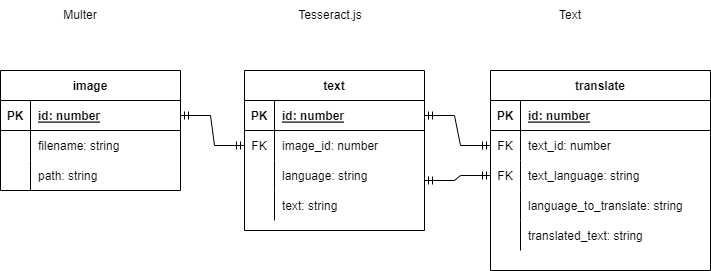 Multer
Tesseract.js
Text
image
PK id: number
filename: string
path: string
text
PK id: number
FK image_id: number
language: string
text: string
translate
PK id: number
FK text_id: number
FK text_language: string
language_to_translate: string
translated_text: string